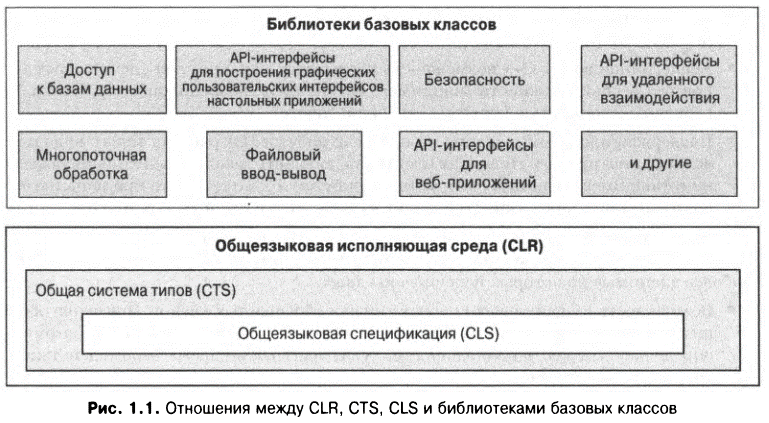 Библиотеки базовых классов
Доступ
к базам данных
API-интерфейсы
для построения графических
пользовательских интерфейсов
настольных приложений
Безопасность
API-интерфейсы
для удаленного
взаимодействия
Многопоточная
обработка
Файловый
ввод-вывод
API-интерфейсы
для
веб-приложений
и другие
Общеязыковая исполняющая среда (CLR)
Общая система типов (CTS)
Общеязыковая спецификация (CLS)
Рис. 1.1. Отношения между CLR, CTS, CLS и библиотеками базовых классов